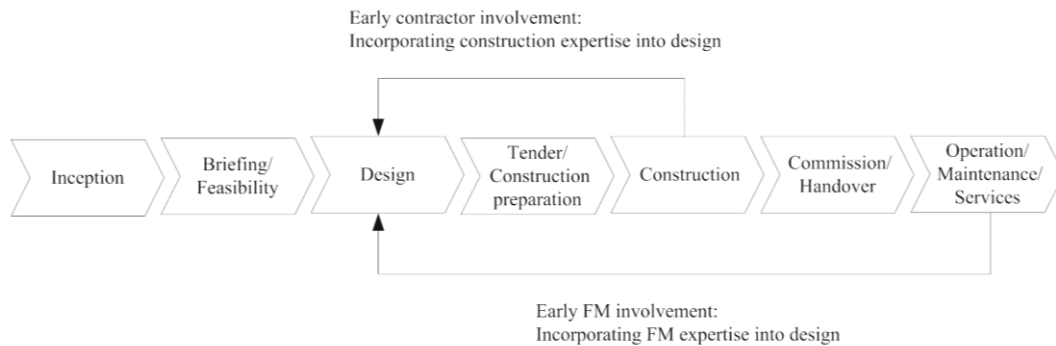 Early contractor involvement:
Incorporating construction expertise into design
Inception
Briefing/
Feasibility
Design
Tender/
Construction
preparation
Construction
Commission/
Handover
Operation/
Maintenance/
Services
Early FM involvement:
Incorporating FM expertise into design